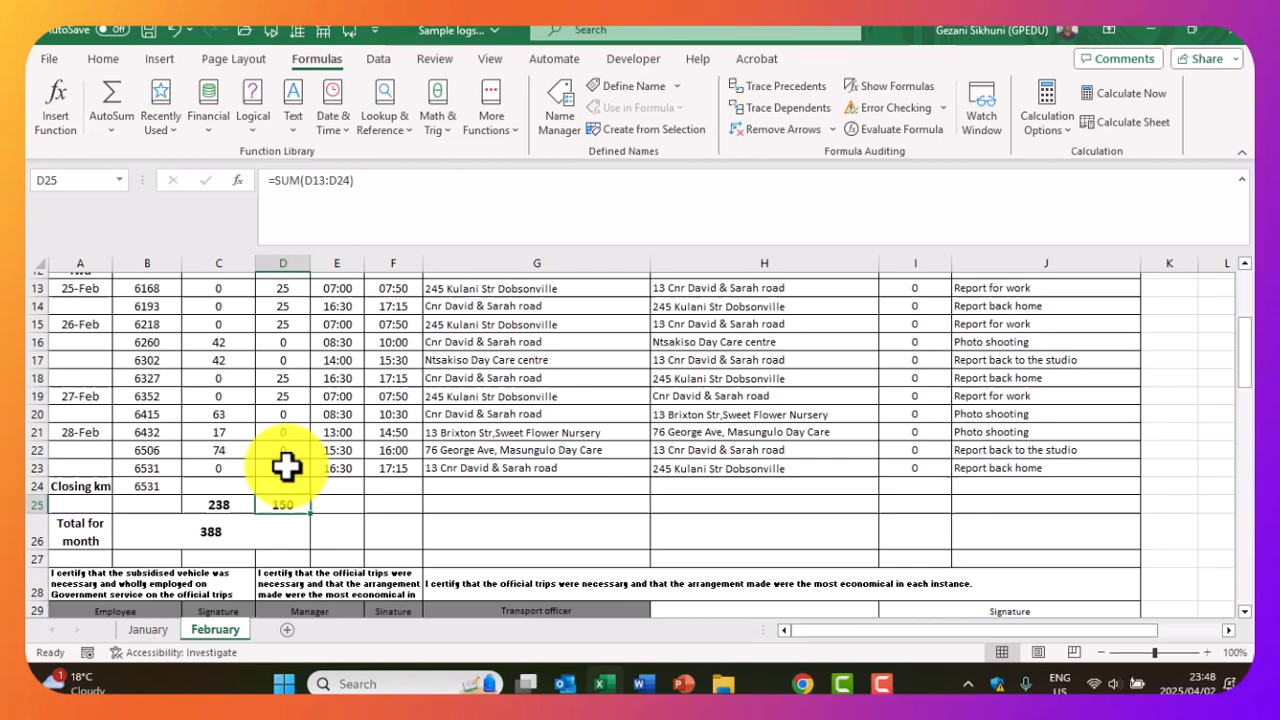 AutoSave Off Sample logs... Search Gezani Sikhuni (GPEDU)
File Home Insert Page Layout Formulas Data Review View Automate Developer Help Acrobat Comments Share
Insert Function AutoSum Recently Used Financial Logical Text Date & Time Lookup & Reference Math & Trig More Functions
Name Manager Define Name Use in Formula Create from Selection
Trace Precedents Trace Dependents Remove Arrows Show Formulas Error Checking Evaluate Formula Watch Window
Calculation Options Calculate Now Calculate Sheet
Function Library Defined Names Formula Auditing Calculation
D25 fx =SUM(D13:D24)
A B C D E F G H I J K L
13 25-Feb 6168 0 25 07:00 07:50 245 Kulani Str Dobsonville 13 Cnr David & Sarah road 0 Report for work
14 6193 0 25 16:30 17:15 Cnr David & Sarah road 245 Kulani Str Dobsonville 0 Report back home
15 26-Feb 6218 0 25 07:00 07:50 245 Kulani Str Dobsonville 13 Cnr David & Sarah road 0 Report for work
16 6260 42 0 08:30 10:00 Cnr David & Sarah road Ntsakiso Day Care centre 0 Photo shooting
17 6302 42 0 14:00 15:30 Ntsakiso Day Care centre 13 Cnr David & Sarah road 0 Report back to the studio
18 6327 0 25 16:30 17:15 Cnr David & Sarah road 245 Kulani Str Dobsonville 0 Report back home
19 27-Feb 6352 0 25 07:00 07:50 245 Kulani Str Dobsonville Cnr David & Sarah road 0 Report for work
20 6415 63 0 08:30 10:30 Cnr David & Sarah road 13 Brixton Str,Sweet Flower Nursery 0 Photo shooting
21 28-Feb 6432 17 0 13:00 14:50 13 Brixton Str,Sweet Flower Nursery 76 George Ave, Masungulo Day Care 0 Photo shooting
22 6506 74 15:30 16:00 76 George Ave, Masungulo Day Care 13 Cnr David & Sarah road 0 Report back to the studio
23 6531 0 16:30 17:15 13 Cnr David & Sarah road 245 Kulani Str Dobsonville 0 Report back home
24 Closing km 6531
25 238 150
26 Total for month 388
27
28 I certify that the subsidised vehicle was necessary and wholly employed on Government service on the official trips I certify that the official trips were necessary and that the arrangement made were the most economical in I certify that the official trips were necessary and that the arrangement made were the most economical in each instance.
29 Employee Signature Manager Sinature Transport officer Signature
January February
Ready Accessibility: Investigate 100%
1 18°C Cloudy Search ENG US 23:48 2025/04/02